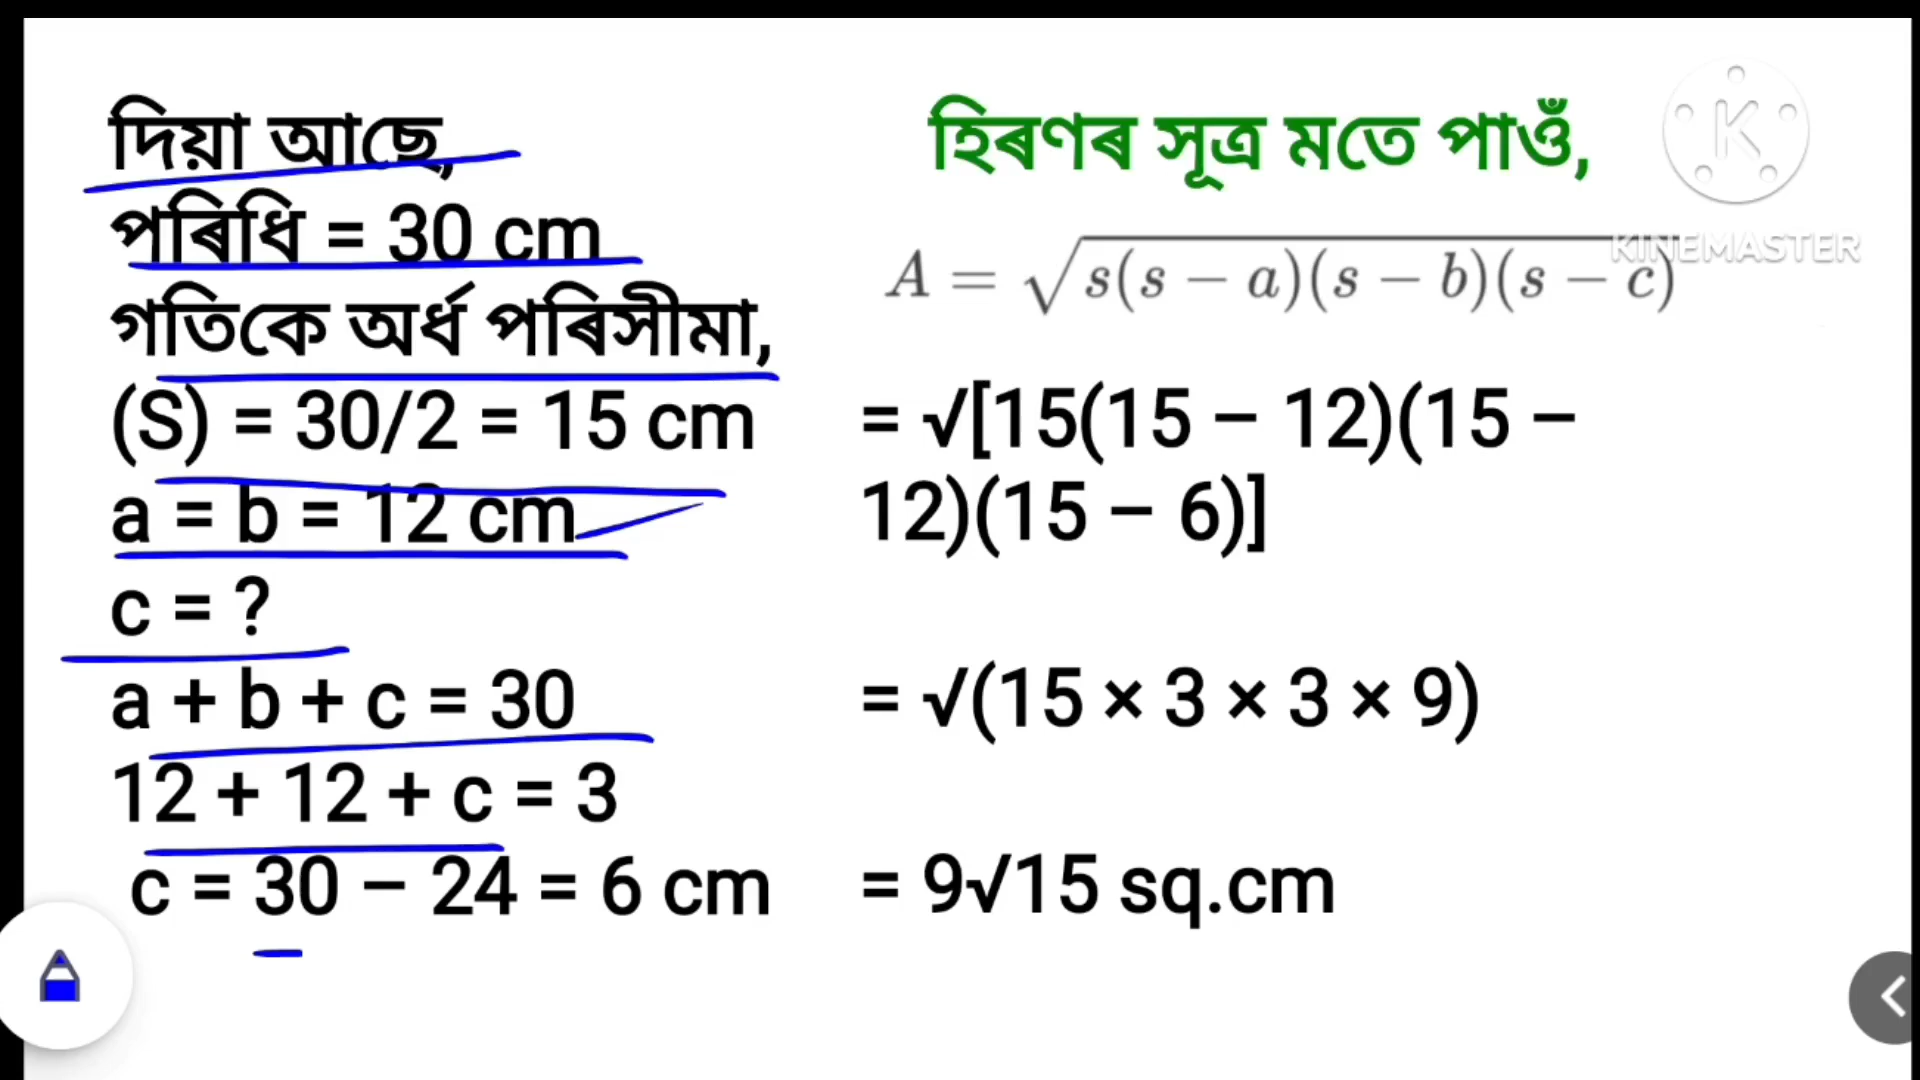 দিয়া আছে,
পৰিধি = 30 cm
গতিকে অৰ্ধ পৰিসীমা,
(S) = 30/2 = 15 cm
a = b = 12 cm
c = ?
a + b + c = 30
12 + 12 + c = 3
c = 30 – 24 = 6 cm
হিৰণৰ সূত্ৰ মতে পাওঁ,
A = √s(s − a)(s − b)(s − c)
= √[15(15 – 12)(15 –
12)(15 – 6)]
= √(15 × 3 × 3 × 9)
= 9√15 sq.cm
K
KINEMASTER